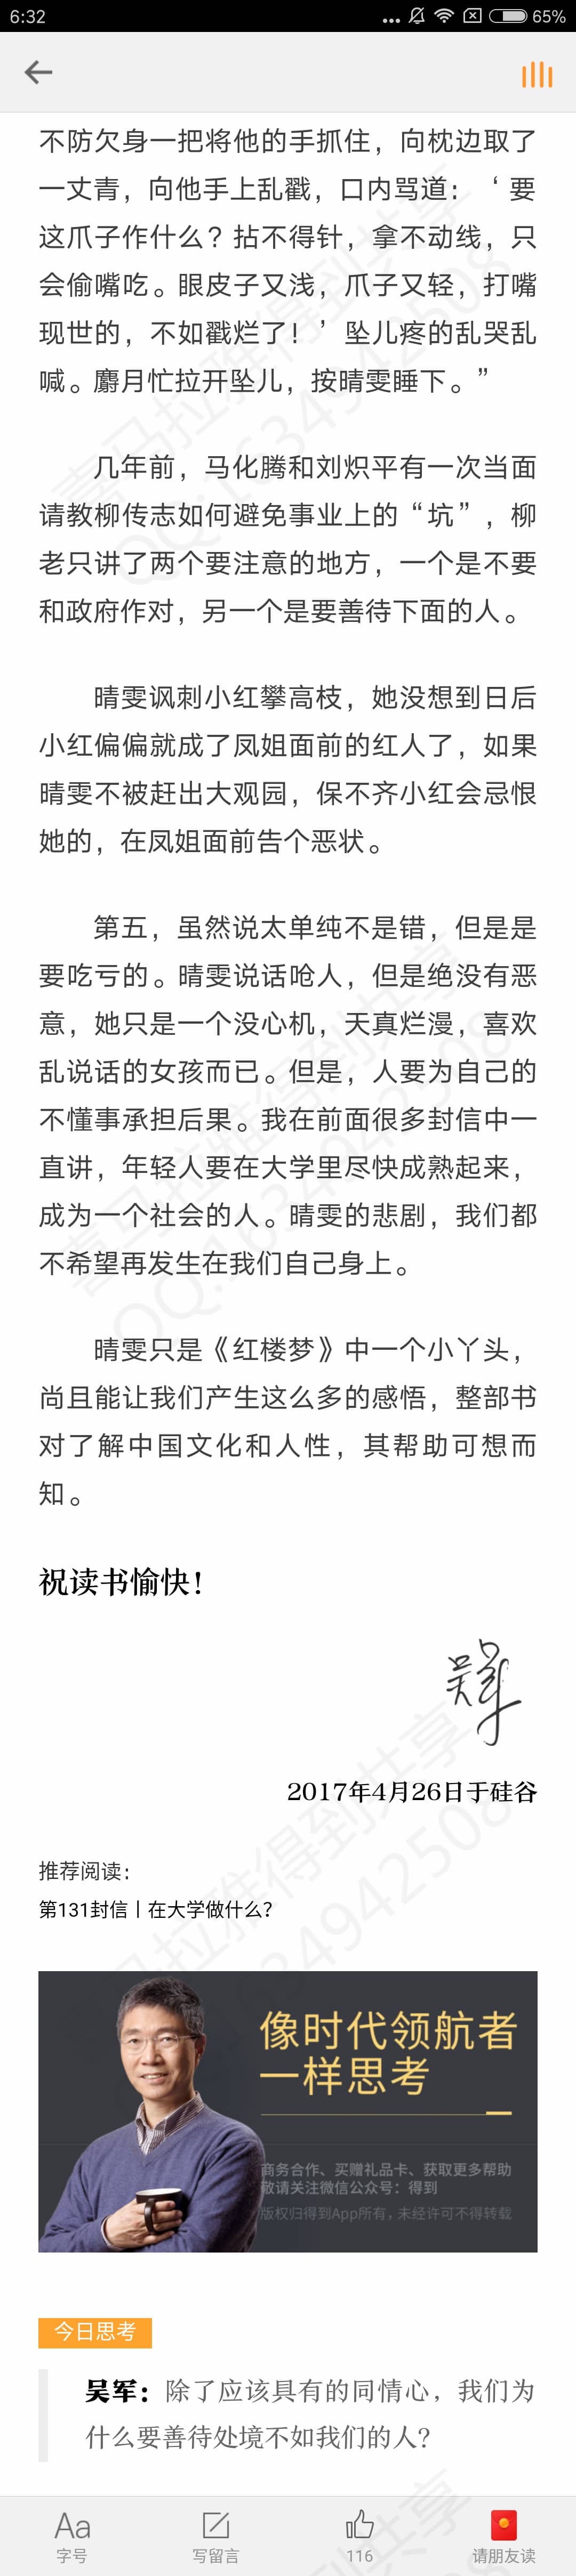 6:32
65%
不防欠身一把将他的手抓住，向枕边取了
一丈青，向他手上乱戳，口内骂道：‘要
这爪子作什么？拈不得针，拿不动线，只
会偷嘴吃。眼皮子又浅，爪子又轻，打嘴
现世的，不如戳烂了！’坠儿疼的乱哭乱
喊。麝月忙拉开坠儿，按晴雯睡下。”
几年前，马化腾和刘炽平有一次当面
请教柳传志如何避免事业上的“坑”，柳
老只讲了两个要注意的地方，一个是不要
和政府作对，另一个是要善待下面的人。
晴雯讽刺小红攀高枝，她没想到日后
小红偏偏就成了凤姐面前的红人了，如果
晴雯不被赶出大观园，保不齐小红会忌恨
她的，在凤姐面前告个恶状。
第五，虽然说太单纯不是错，但是是
要吃亏的。晴雯说话呛人，但是绝没有恶
意，她只是一个没心机，天真烂漫，喜欢
乱说话的女孩而已。但是，人要为自己的
不懂事承担后果。我在前面很多封信中一
直讲，年轻人要在大学里尽快成熟起来，
成为一个社会的人。晴雯的悲剧，我们都
不希望再发生在我们自己身上。
晴雯只是《红楼梦》中一个小丫头，
尚且能让我们产生这么多的感悟，整部书
对了解中国文化和人性，其帮助可想而
知。
祝读书愉快！
吴军
2017年4月26日于硅谷
推荐阅读：
第131封信丨在大学做什么？
像时代领航者
一样思考
商务合作、买赠礼品卡、获取更多帮助
敬请关注微信公众号：得到
版权归得到App所有，未经许可不得转载
今日思考
吴军：除了应该具有的同情心，我们为
什么要善待处境不如我们的人？
Aa
字号
写留言
116
请朋友读
喜马拉雅得到共享
QQ:1634942508
喜马拉雅得到共享
QQ:1634942508